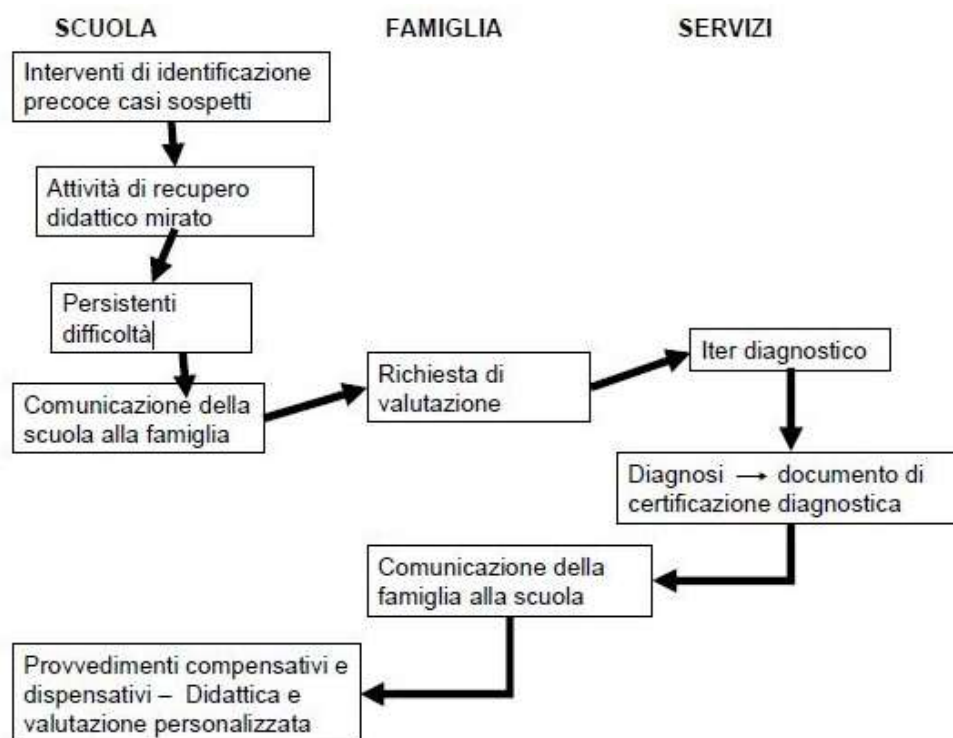 SCUOLA
FAMIGLIA
SERVIZI
Interventi di identificazione
precoce casi sospetti
Attività di recupero
didattico mirato
Persistenti
difficoltà
Comunicazione della
scuola alla famiglia
Richiesta di
valutazione
Iter diagnostico
Diagnosi → documento di
certificazione diagnostica
Comunicazione della
famiglia alla scuola
Provvedimenti compensativi e
dispensativi – Didattica e
valutazione personalizzata